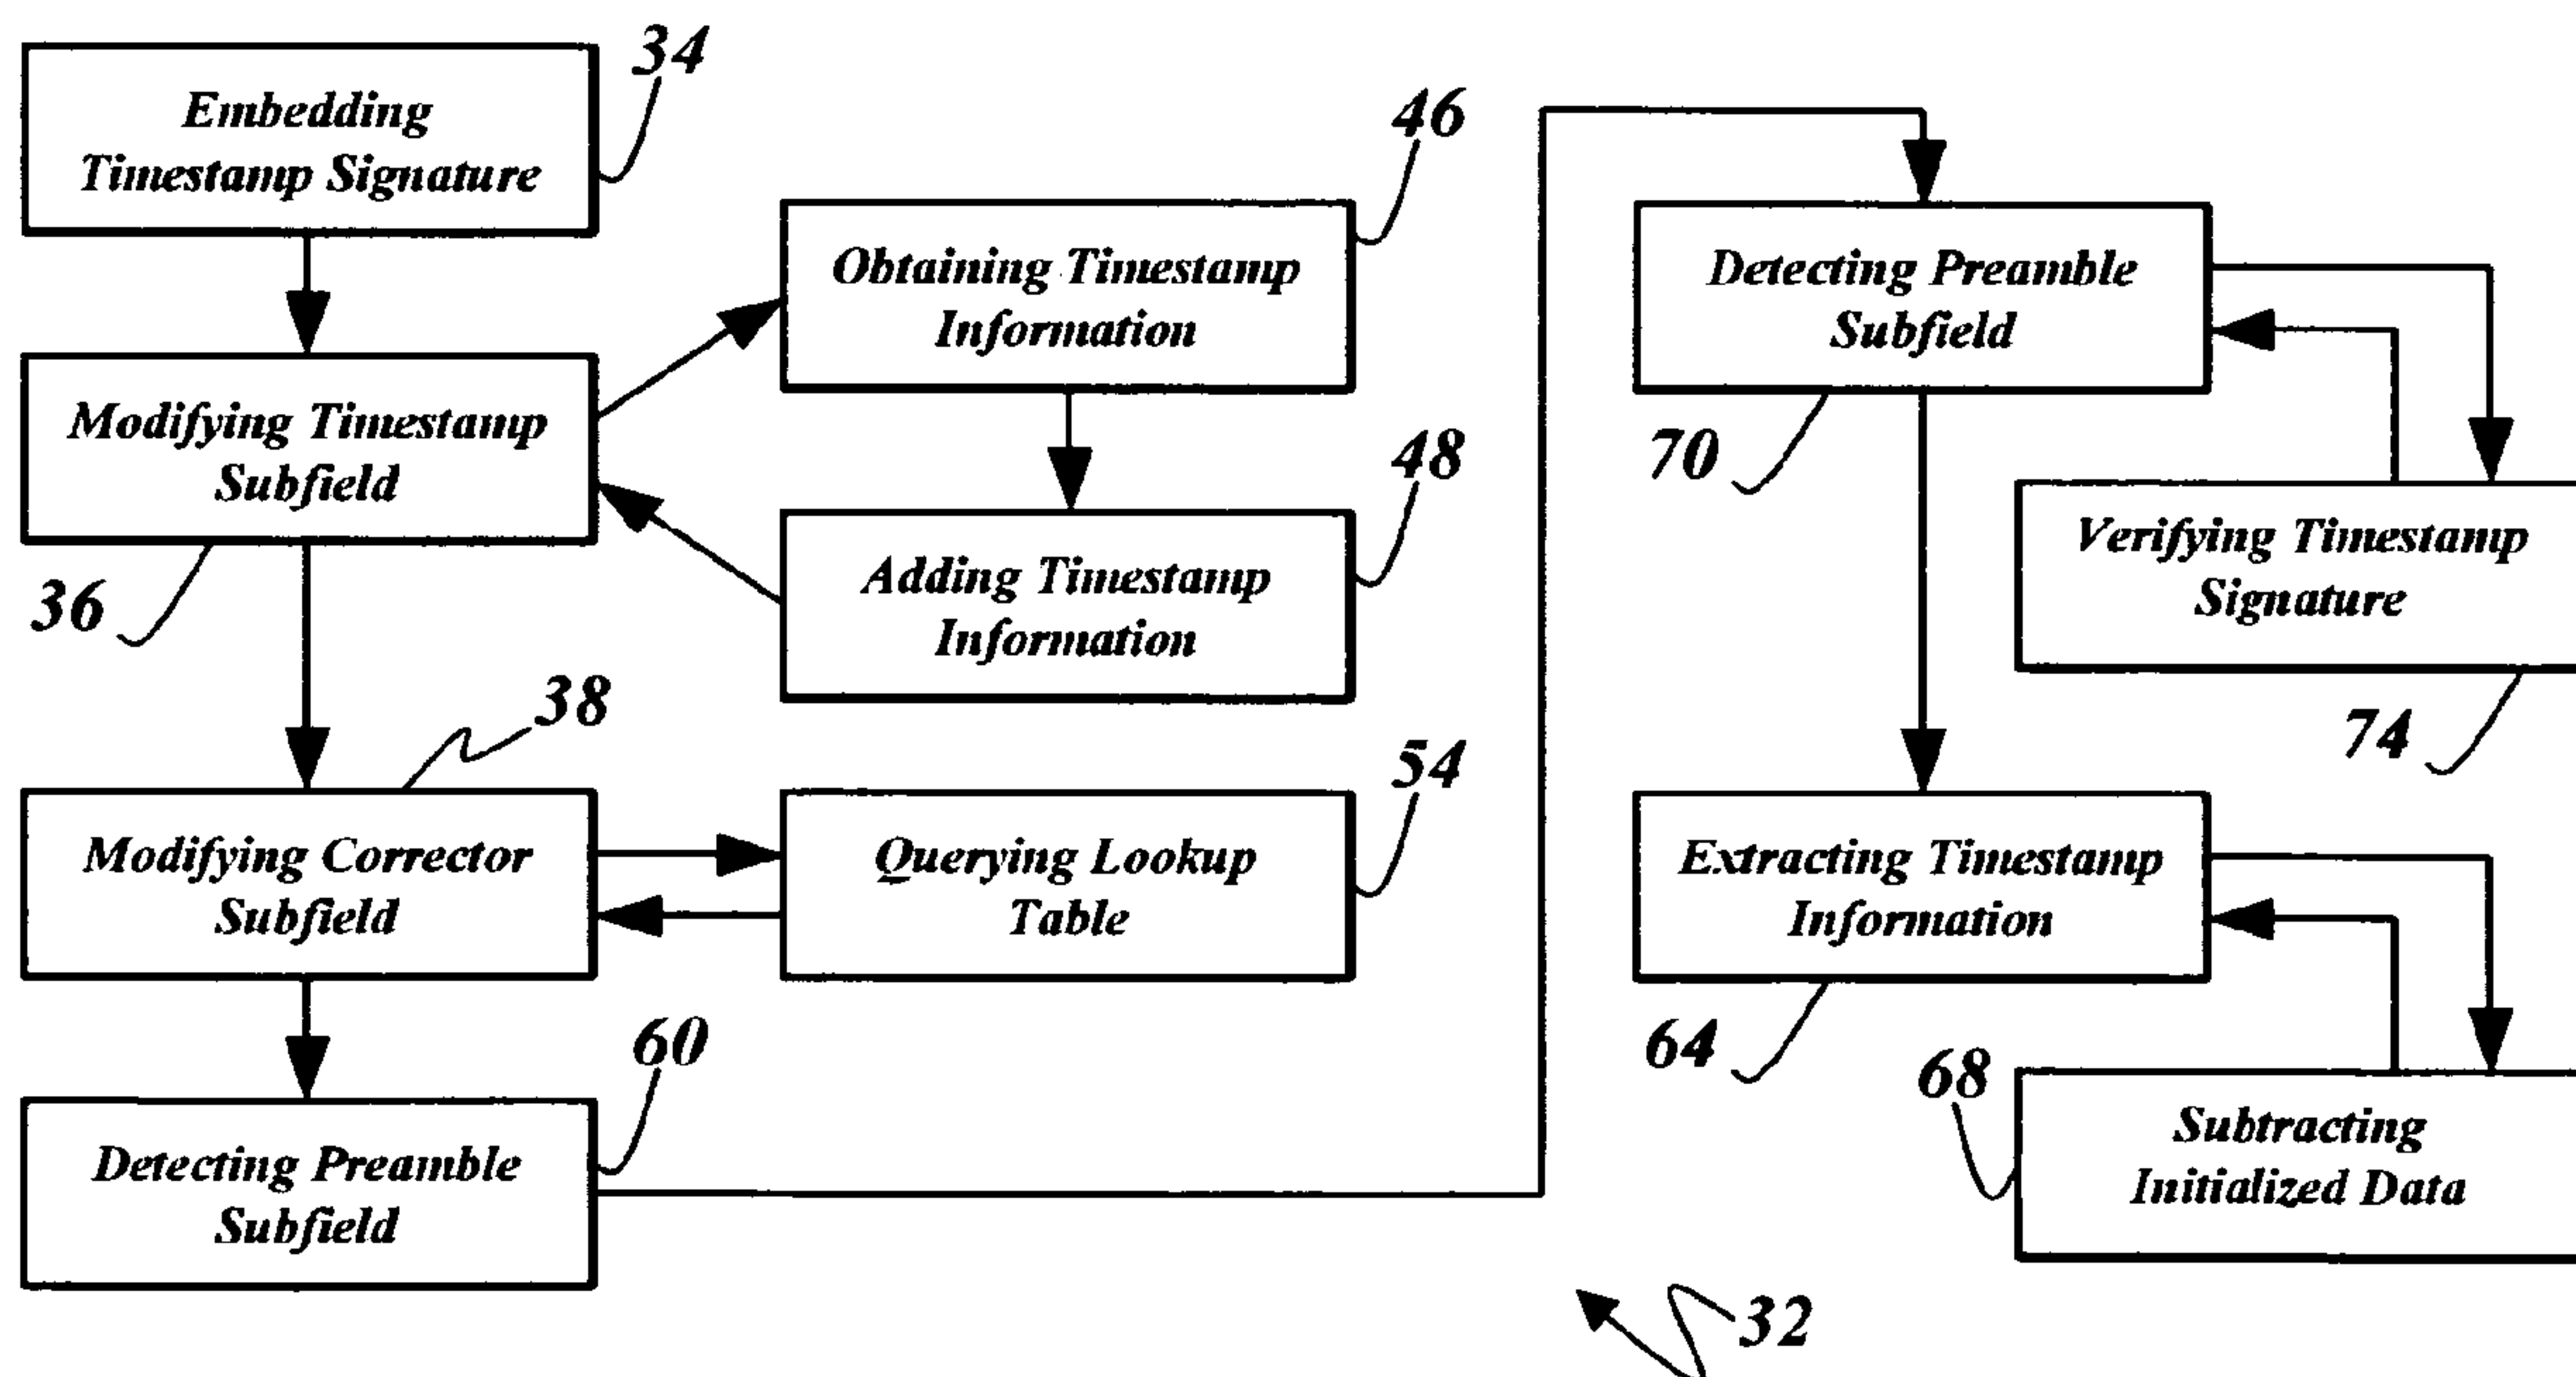 Embedding
Timestamp Signature
34
Modifying Timestamp
Subfield
36
Obtaining Timestamp
Information
46
Adding Timestamp
Information
48
Modifying Corrector
Subfield
38
Querying Lookup
Table
54
Detecting Preamble
Subfield
60
Detecting Preamble
Subfield
70
Verifying Timestamp
Signature
74
Extracting Timestamp
Information
64
Subtracting
Initialized Data
68
32